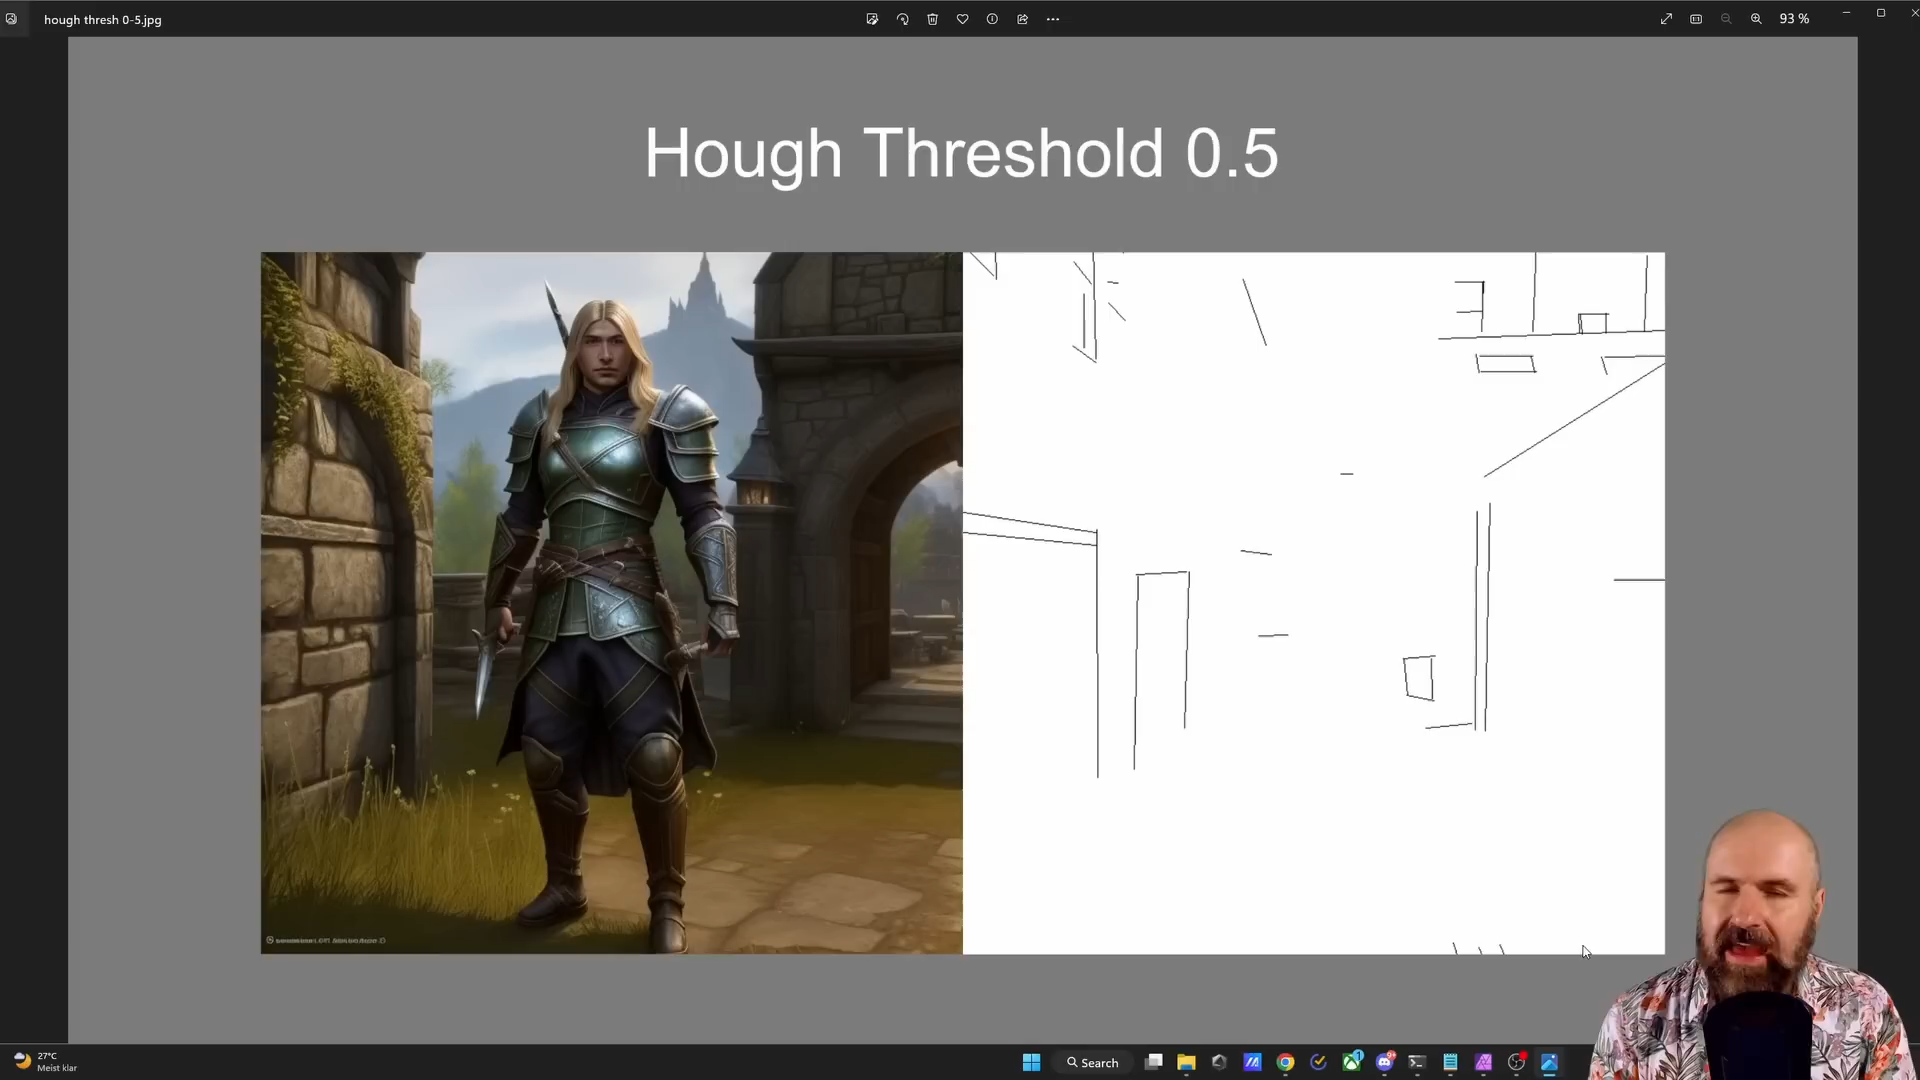 hough thresh 0-5.jpg
93 %
Hough Threshold 0.5
27°C
Meist klar
Search